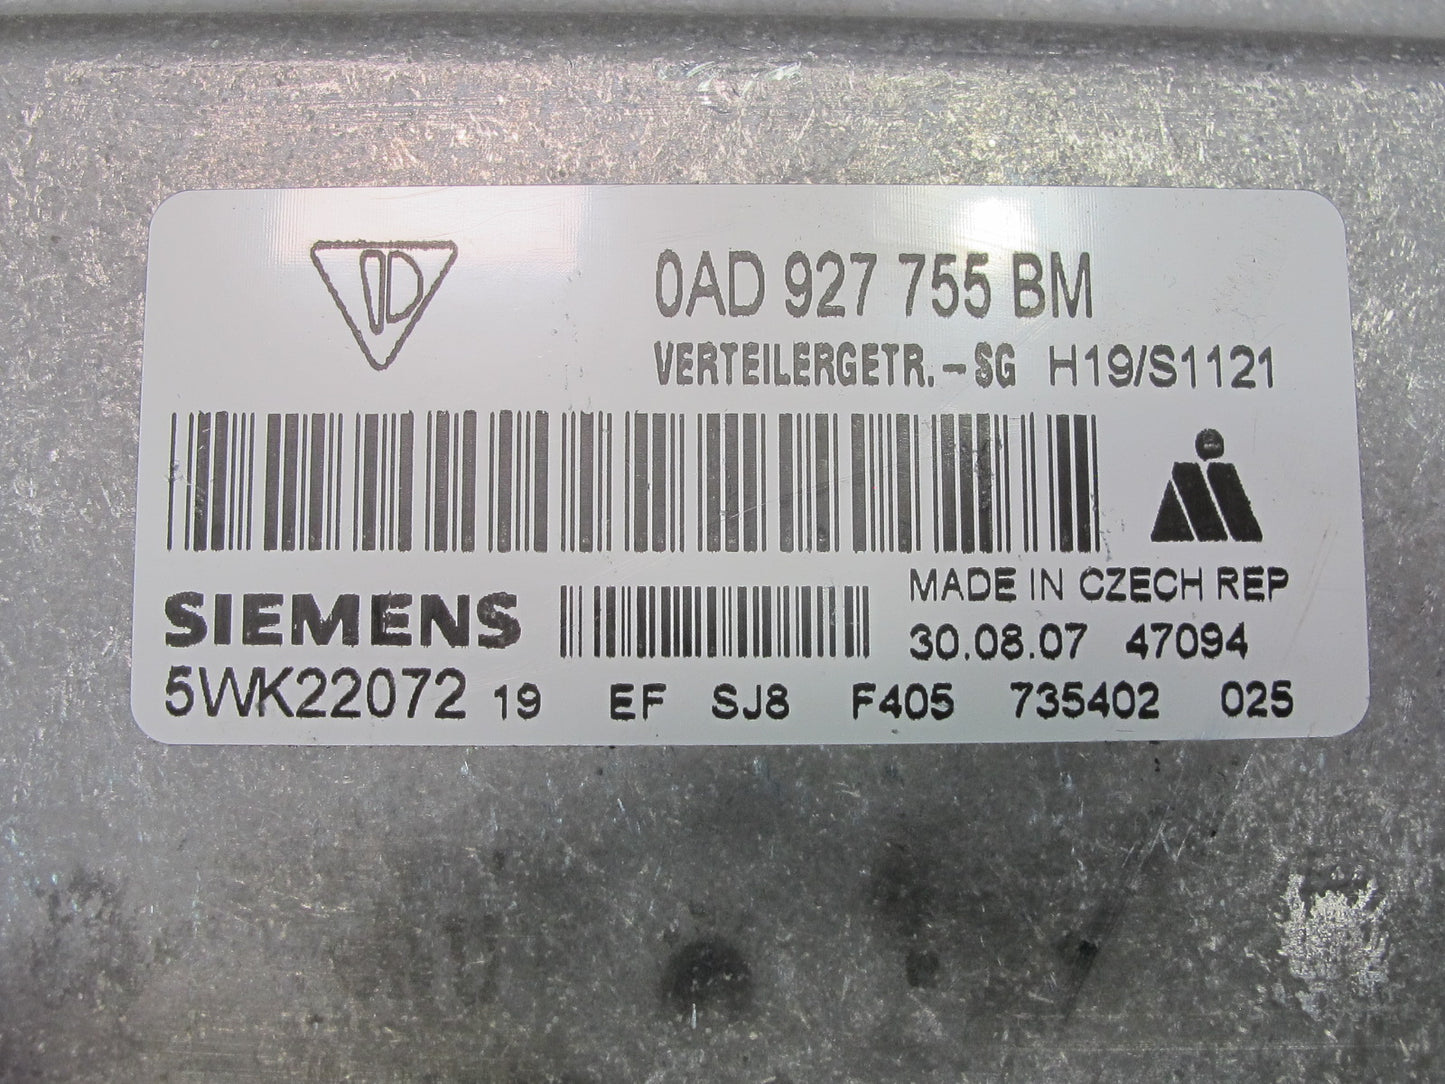 0AD 927 755 BM
VERTEILERGETR.-SG H19/S1121
MADE IN CZECH REP
SIEMENS 30.08.07 47094
5WK22072 19 EF SJ8 F405 735402 025